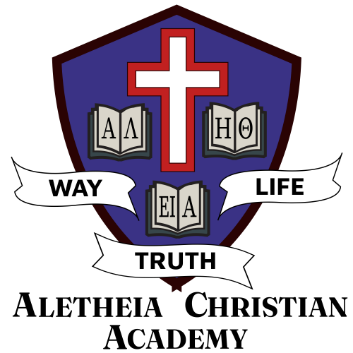 ΑΛ ΗΘ
ΕΙΑ
WAY LIFE
TRUTH
ALETHEIA CHRISTIAN
ACADEMY